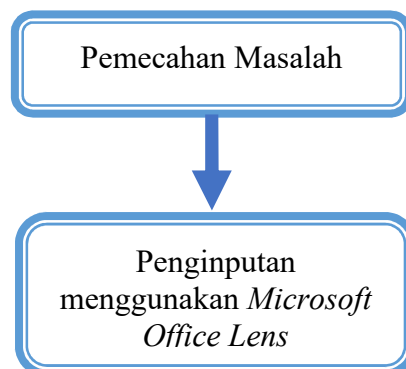 Pemecahan Masalah
Penginputan
menggunakan Microsoft
Office Lens